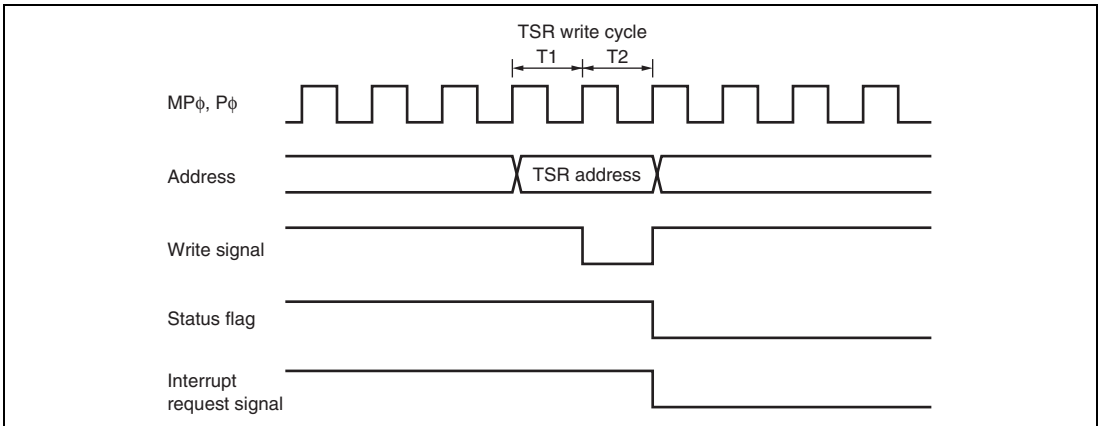 TSR write cycle
T1 T2
MPϕ, Pϕ
Address
TSR address
Write signal
Status flag
Interrupt
request signal